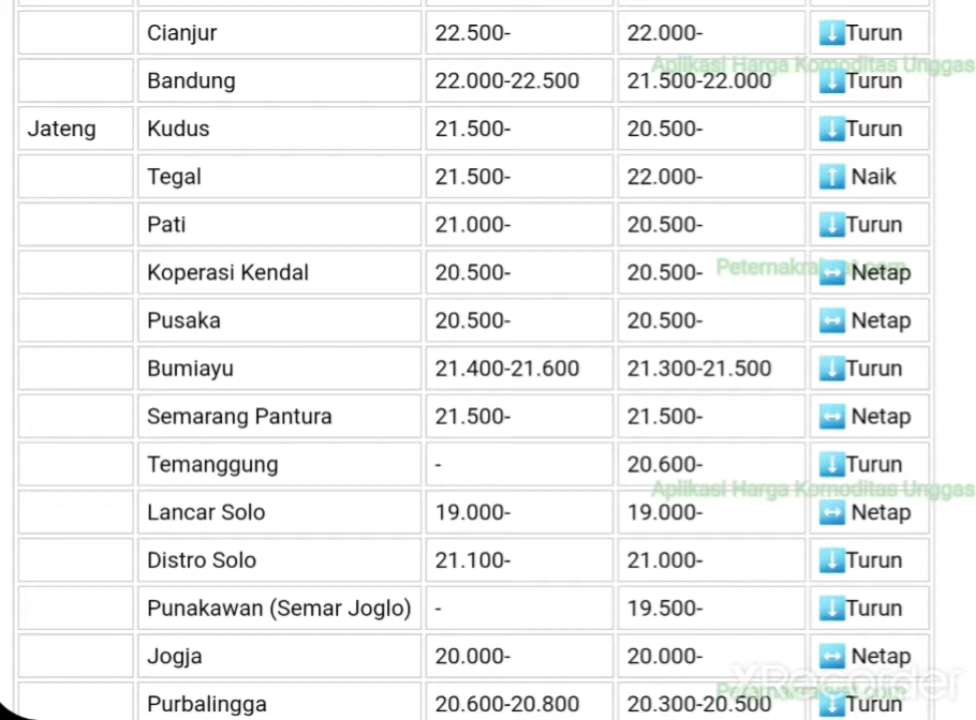 Cianjur 22.500- 22.000- ⬇️Turun
Aplikasi Harga Komoditas Unggas
Bandung 22.000-22.500 21.500-22.000 ⬇️Turun
Jateng Kudus 21.500- 20.500- ⬇️Turun
Tegal 21.500- 22.000- ⬆️ Naik
Pati 21.000- 20.500- ⬇️Turun
Koperasi Kendal 20.500- 20.500- ↔️ Netap
Pusaka 20.500- 20.500- ↔️ Netap
Bumiayu 21.400-21.600 21.300-21.500 ⬇️Turun
Semarang Pantura 21.500- 21.500- ↔️ Netap
Temanggung - 20.600- ⬇️Turun
Aplikasi Harga Komoditas Unggas
Lancar Solo 19.000- 19.000- ↔️ Netap
Distro Solo 21.100- 21.000- ⬇️Turun
Punakawan (Semar Joglo) - 19.500- ⬇️Turun
Jogja 20.000- 20.000- ↔️ Netap
XRecorder
Purbalingga 20.600-20.800 20.300-20.500 ⬇️Turun